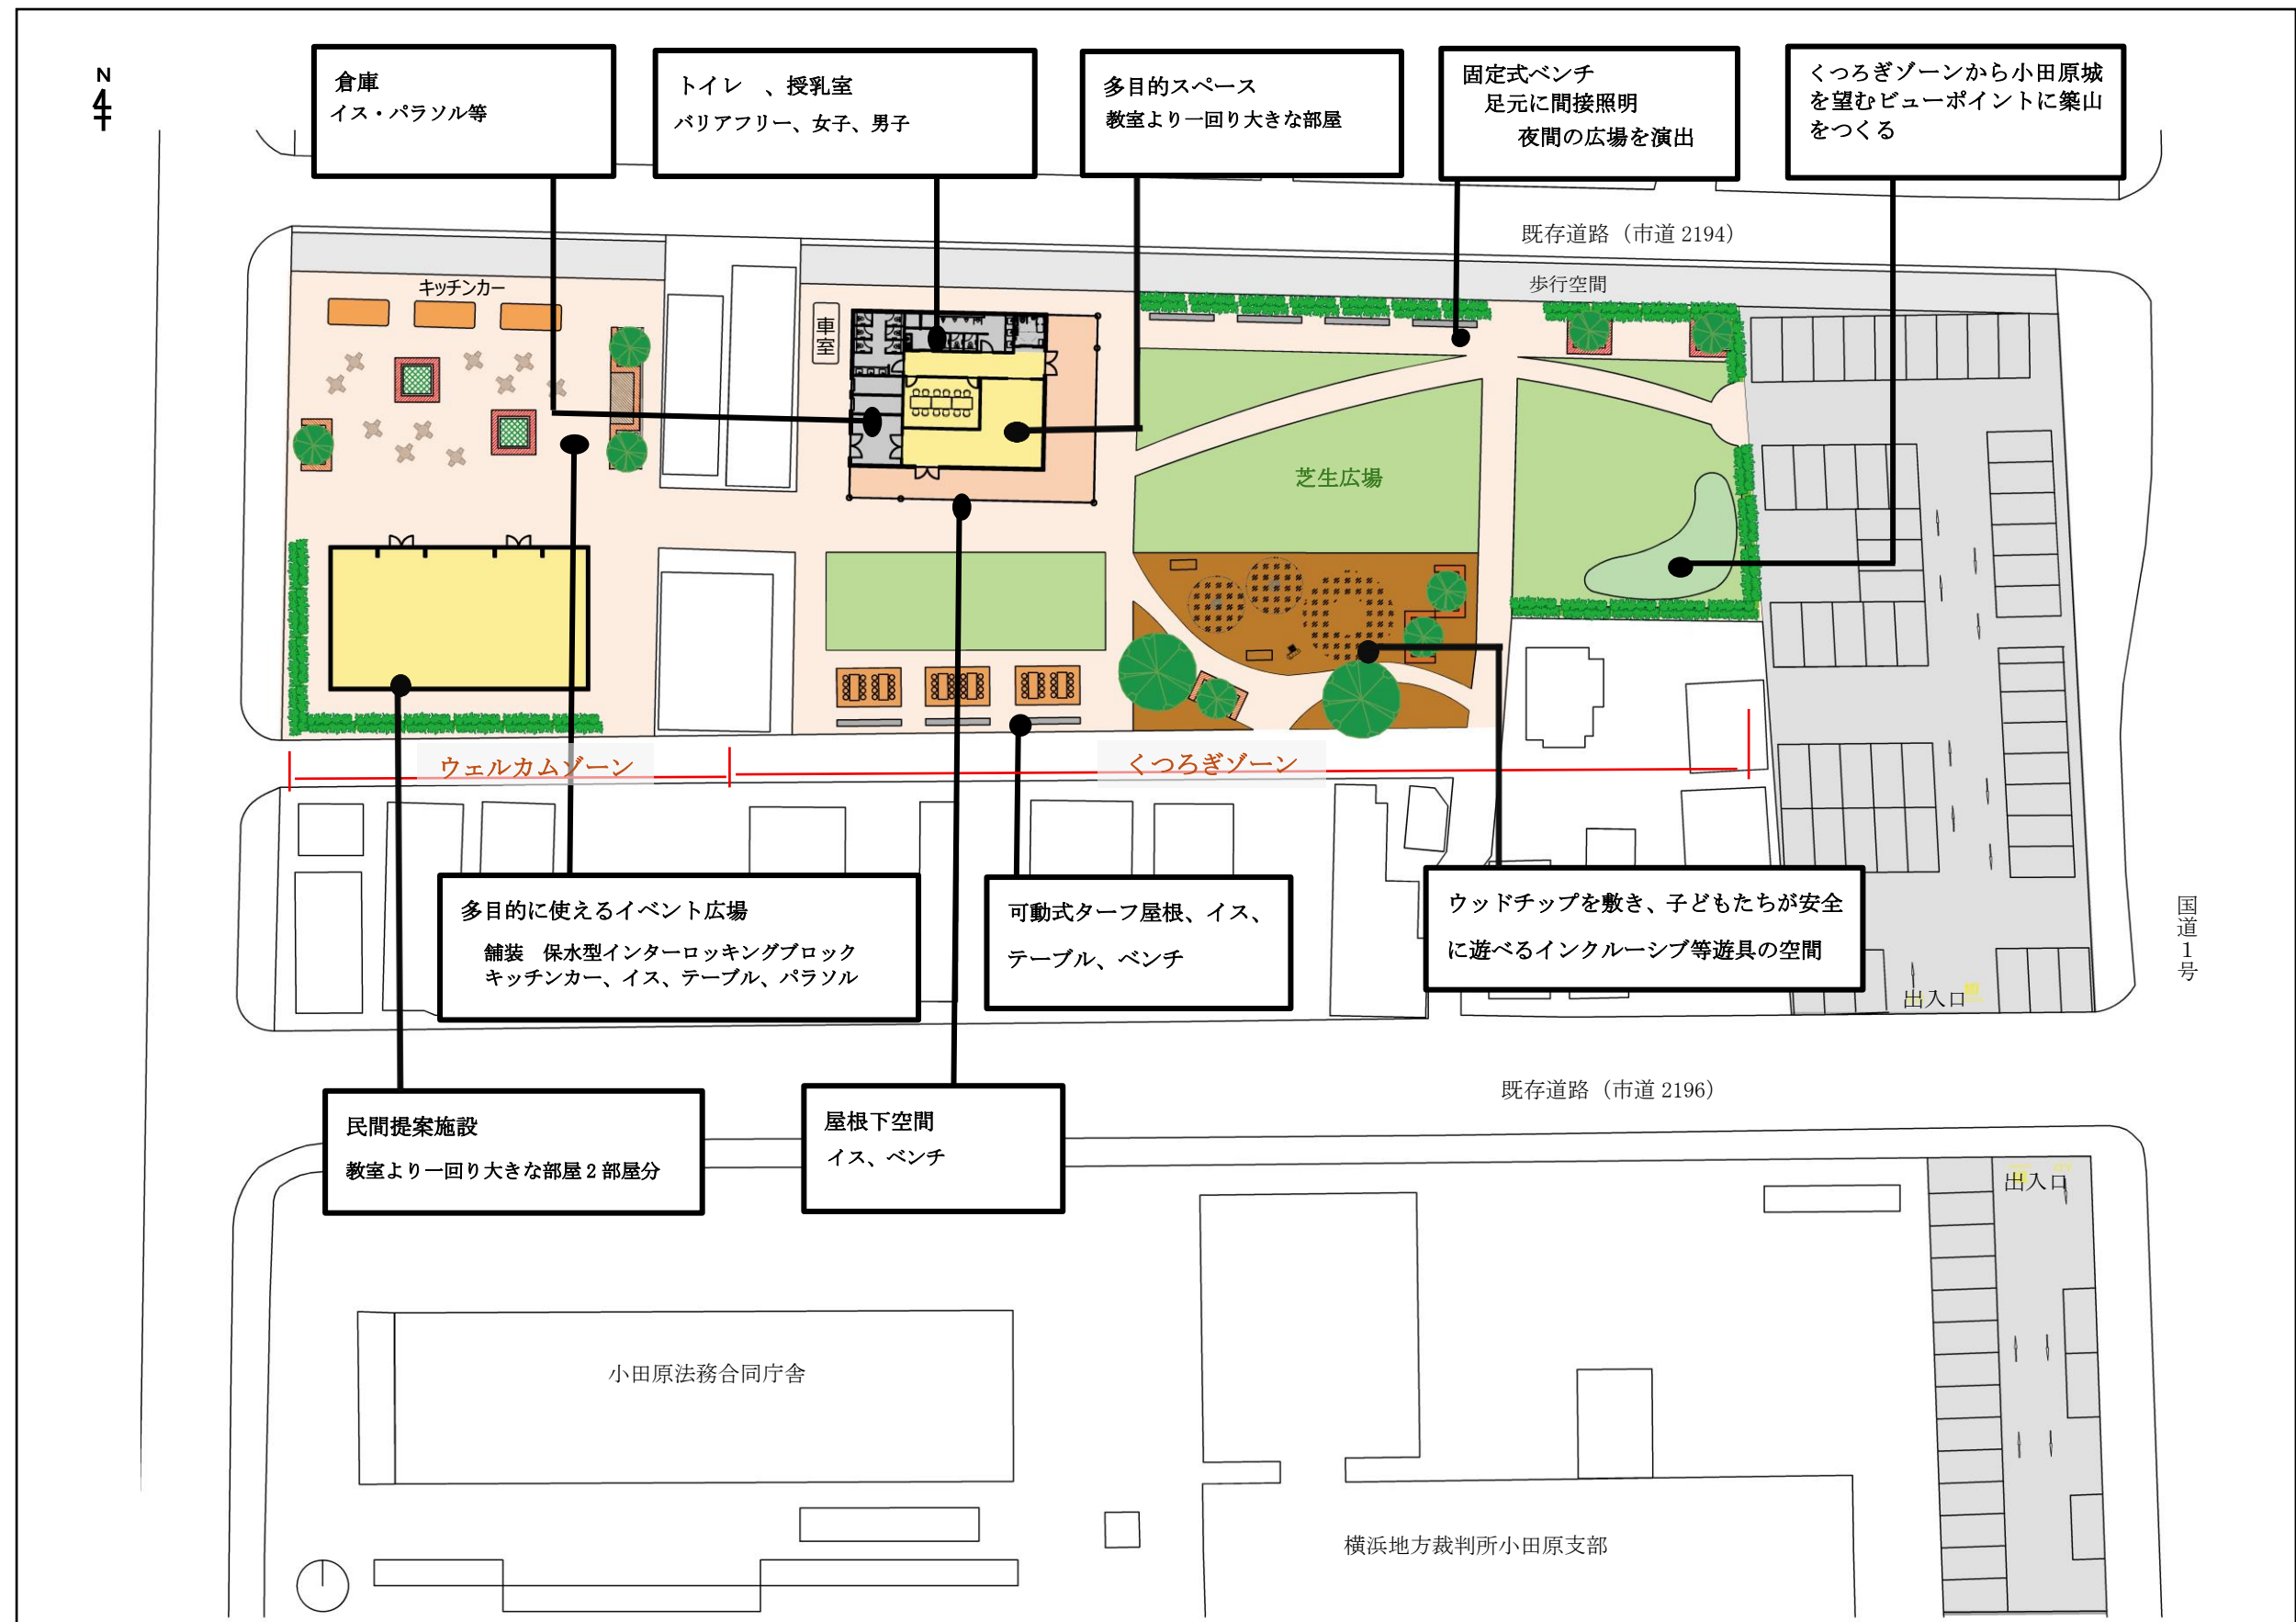 N
倉庫
イス・パラソル等
トイレ 、授乳室
バリアフリー、女子、男子
多目的スペース
教室より一回り大きな部屋
固定式ベンチ
足元に間接照明
夜間の広場を演出
くつろぎゾーンから小田原城
を望むビューポイントに築山
をつくる
既存道路（市道 2194）
歩行空間
キッチンカー
車室
芝生広場
ウェルカムゾーン
くつろぎゾーン
多目的に使えるイベント広場
舗装 保水型インターロッキングブロック
キッチンカー、イス、テーブル、パラソル
可動式ターフ屋根、イス、
テーブル、ベンチ
ウッドチップを敷き、子どもたちが安全
に遊べるインクルーシブ等遊具の空間
国道1号
出入口
既存道路（市道 2196）
民間提案施設
教室より一回り大きな部屋2部屋分
屋根下空間
イス、ベンチ
出入口
小田原法務合同庁舎
横浜地方裁判所小田原支部